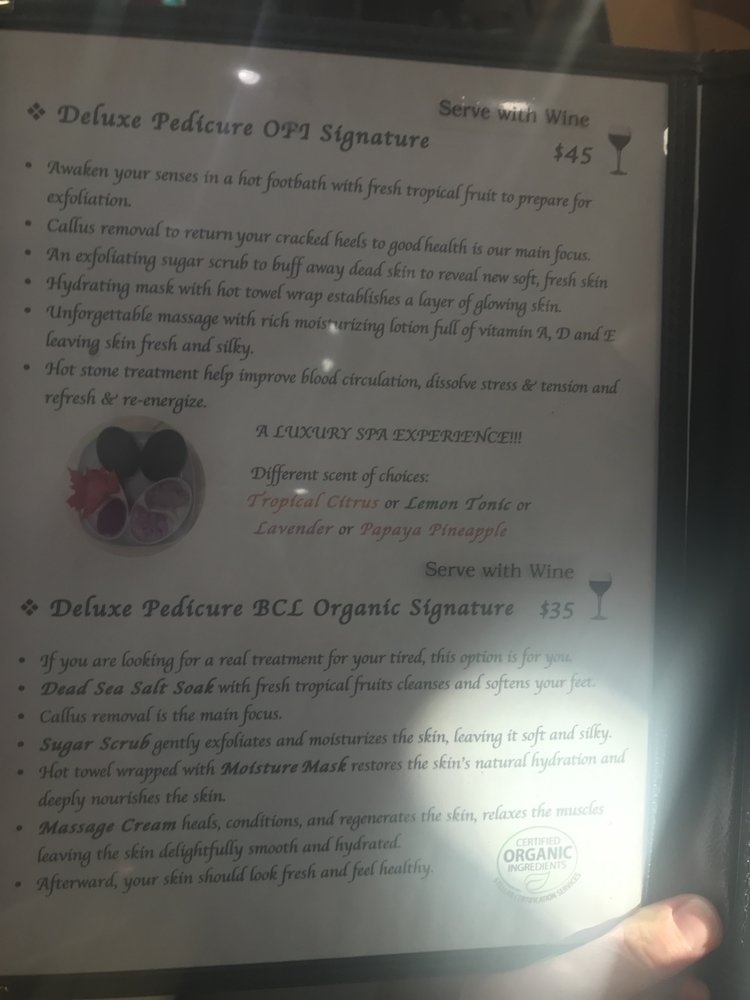 Serve with Wine
❖ Deluxe Pedicure OPI Signature $45
• Awaken your senses in a hot footbath with fresh tropical fruit to prepare for
exfoliation.
• Callus removal to return your cracked heels to good health is our main focus.
• An exfoliating sugar scrub to buff away dead skin to reveal new soft, fresh skin
• Hydrating mask with hot towel wrap establishes a layer of glowing skin.
• Unforgettable massage with rich moisturizing lotion full of vitamin A, D and E
leaving skin fresh and silky.
• Hot stone treatment help improve blood circulation, dissolve stress & tension and
refresh & re-energize.
A LUXURY SPA EXPERIENCE!!!
Different scent of choices:
Tropical Citrus or Lemon Tonic or
Lavender or Papaya Pineapple
Serve with Wine
❖ Deluxe Pedicure BCL Organic Signature $35
• If you are looking for a real treatment for your tired, this option is for you.
• Dead Sea Salt Soak with fresh tropical fruits cleanses and softens your feet.
• Callus removal is the main focus.
• Sugar Scrub gently exfoliates and moisturizes the skin, leaving it soft and silky.
• Hot towel wrapped with Moisture Mask restores the skin's natural hydration and
deeply nourishes the skin.
• Massage Cream heals, conditions, and regenerates the skin, relaxes the muscles
leaving the skin delightfully smooth and hydrated.
• Afterward, your skin should look fresh and feel healthy.
CERTIFIED
ORGANIC
INGREDIENTS
CERTIFICATION SERVICES